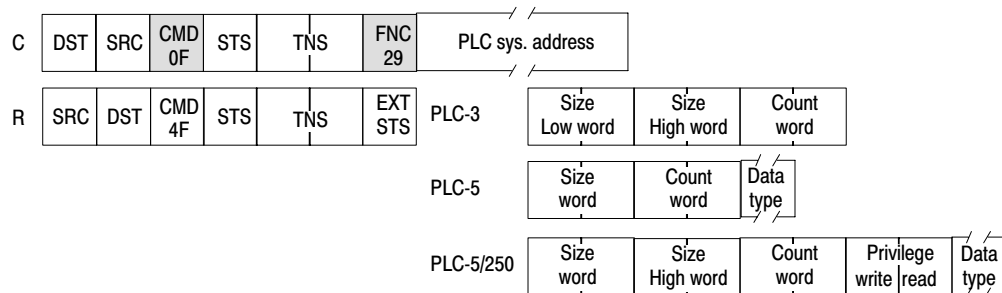 C DST SRC CMD 0F STS TNS FNC 29 PLC sys. address
R SRC DST CMD 4F STS TNS EXT STS
PLC-3 Size Low word Size High word Count word
PLC-5 Size word Count word Data type
PLC-5/250 Size word Size High word Count word Privilege write read Data type